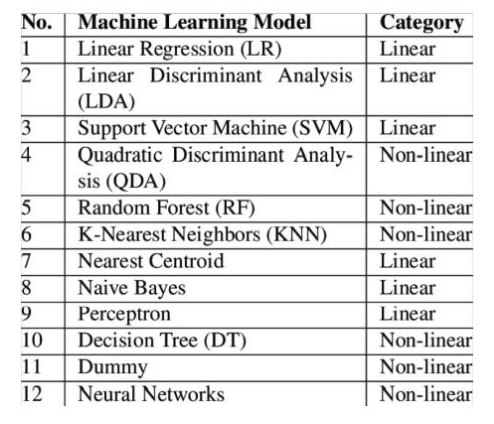 No. Machine Learning Model Category
1 Linear Regression (LR) Linear
2 Linear Discriminant Analysis Linear
(LDA)
3 Support Vector Machine (SVM) Linear
4 Quadratic Discriminant Analy- Non-linear
sis (QDA)
5 Random Forest (RF) Non-linear
6 K-Nearest Neighbors (KNN) Non-linear
7 Nearest Centroid Linear
8 Naive Bayes Linear
9 Perceptron Linear
10 Decision Tree (DT) Non-linear
11 Dummy Non-linear
12 Neural Networks Non-linear